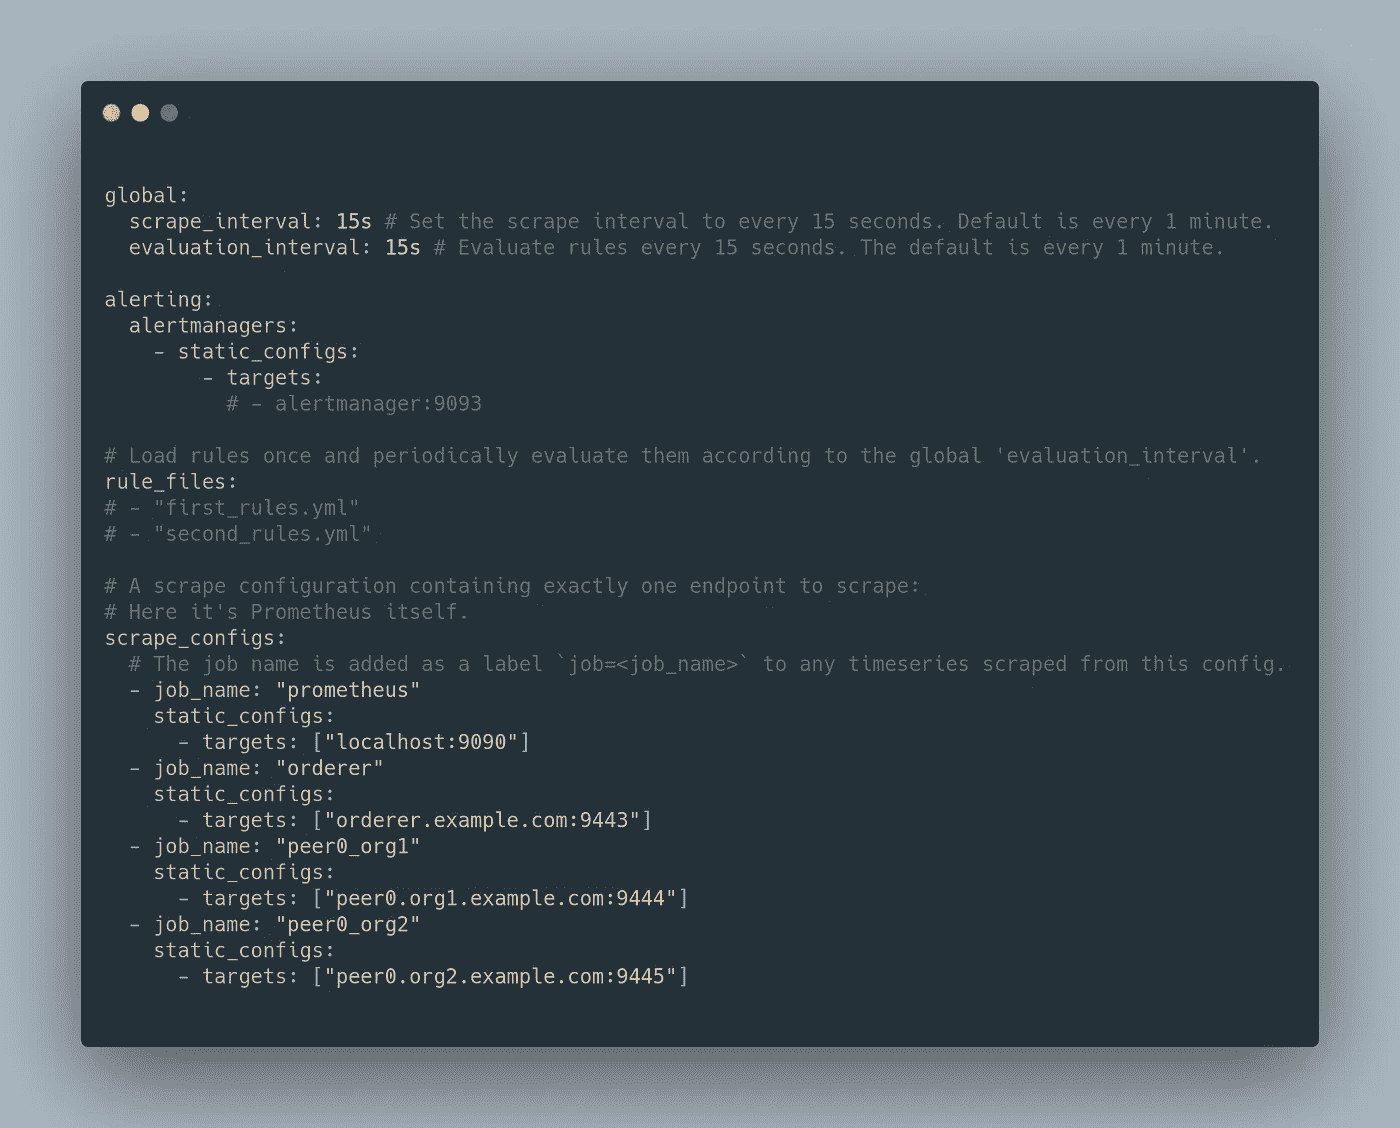 global:
  scrape_interval: 15s # Set the scrape interval to every 15 seconds. Default is every 1 minute.
  evaluation_interval: 15s # Evaluate rules every 15 seconds. The default is every 1 minute.

alerting:
  alertmanagers:
    - static_configs:
        - targets:
          # - alertmanager:9093

# Load rules once and periodically evaluate them according to the global 'evaluation_interval'.
rule_files:
# - "first_rules.yml"
# - "second_rules.yml"

# A scrape configuration containing exactly one endpoint to scrape:
# Here it's Prometheus itself.
scrape_configs:
  # The job name is added as a label `job=<job_name>` to any timeseries scraped from this config.
  - job_name: "prometheus"
    static_configs:
      - targets: ["localhost:9090"]
  - job_name: "orderer"
    static_configs:
      - targets: ["orderer.example.com:9443"]
  - job_name: "peer0_org1"
    static_configs:
      - targets: ["peer0.org1.example.com:9444"]
  - job_name: "peer0_org2"
    static_configs:
      - targets: ["peer0.org2.example.com:9445"]